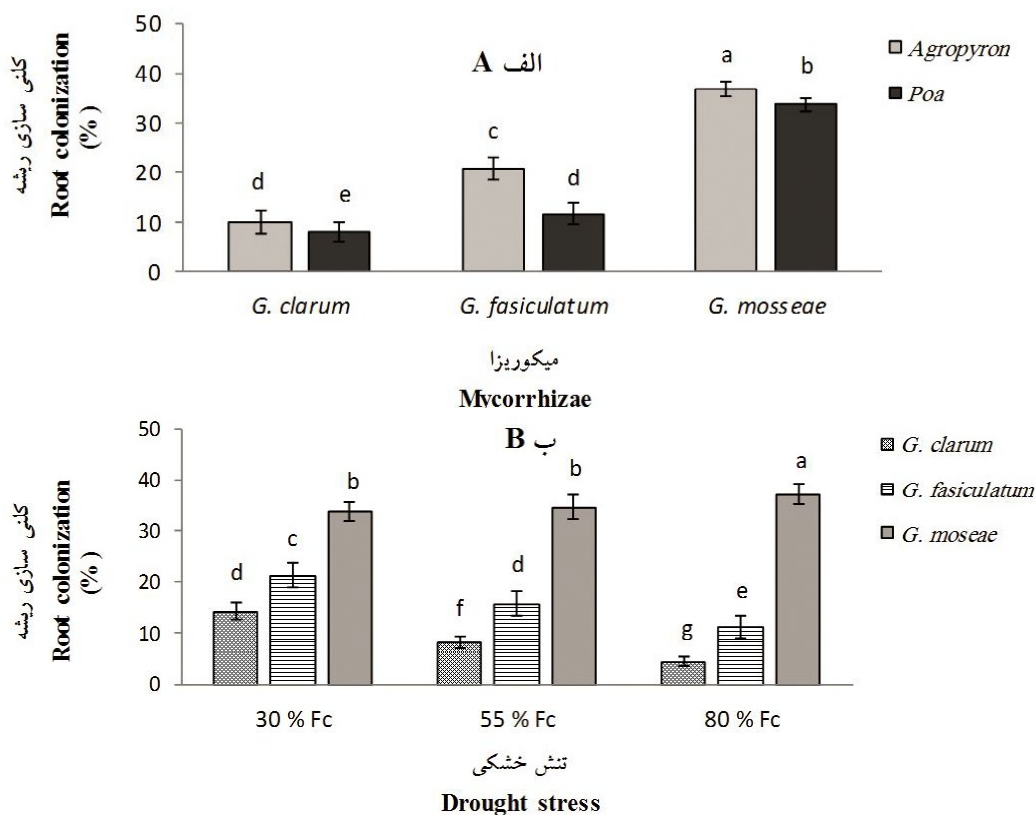 50
40
30
20
10
0
کلنی سازی ریشه
Root colonization
(%)
الف A
Agropyron
Poa
d
e
c
d
a
b
G. clarum
G. fasiculatum
G. mosseae
میکوریزا
Mycorrhizae
50
40
30
20
10
0
کلنی سازی ریشه
Root colonization
(% )
ب B
G. clarum
G. fasiculatum
G. moseae
d
c
b
f
d
b
g
e
a
30 % Fc
55 % Fc
80 % Fc
تنش خشکی
Drought stress